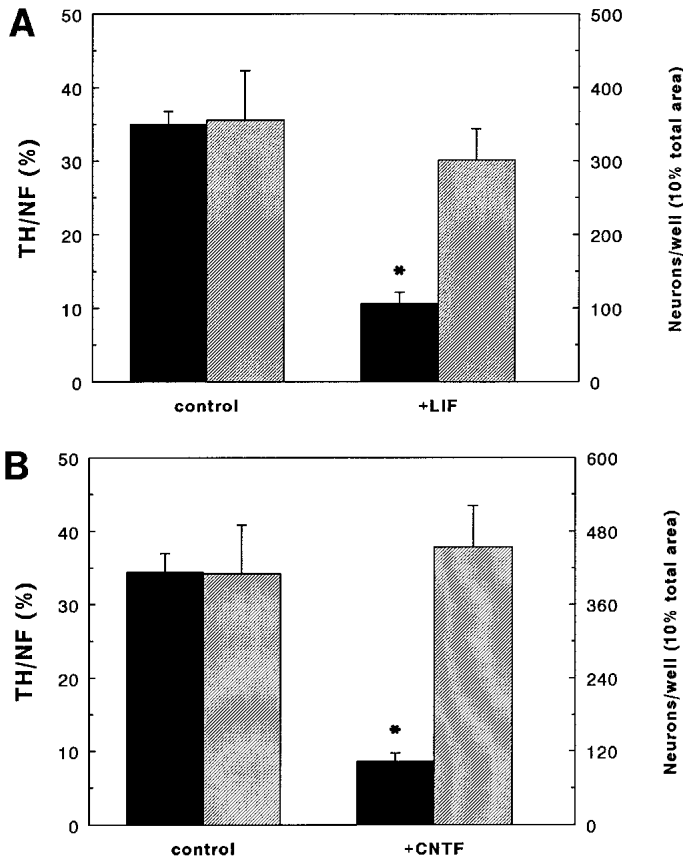 A
50
40
30
20
10
0
TH/NF (%)
500
400
300
200
100
0
Neurons/well (10% total area)
*
control
+LIF
B
50
40
30
20
10
0
TH/NF (%)
600
480
360
240
120
0
Neurons/well (10% total area)
*
control
+CNTF